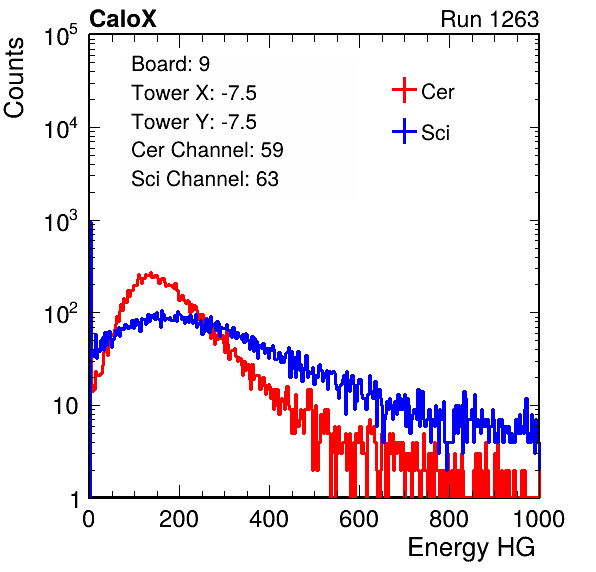 CaloX Run 1263
Counts
10^5
10^4
10^3
10^2
10
1
Board: 9
Tower X: -7.5
Tower Y: -7.5
Cer Channel: 59
Sci Channel: 63
Cer
Sci
0 200 400 600 800 1000
Energy HG